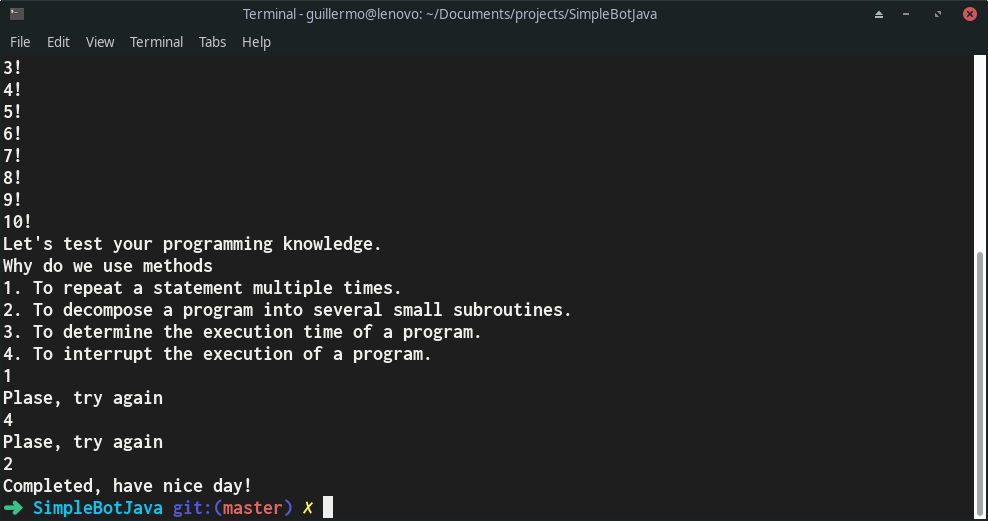 Terminal - guillermo@lenovo: ~/Documents/projects/SimpleBotJava
File Edit View Terminal Tabs Help
3!
4!
5!
6!
7!
8!
9!
10!
Let's test your programming knowledge.
Why do we use methods
1. To repeat a statement multiple times.
2. To decompose a program into several small subroutines.
3. To determine the execution time of a program.
4. To interrupt the execution of a program.
1
Plase, try again
4
Plase, try again
2
Completed, have nice day!
➜ SimpleBotJava git:(master) ✗